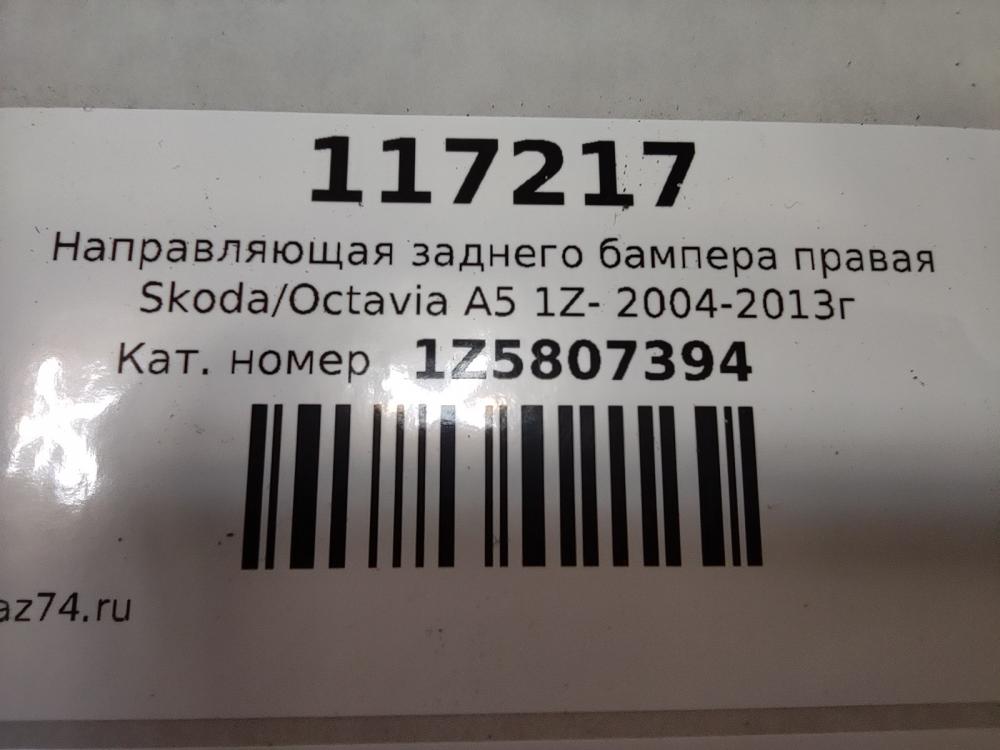 117217
Направляющая заднего бампера правая
Skoda/Octavia A5 1Z- 2004-2013г
Кат. номер 1Z5807394
az74.ru